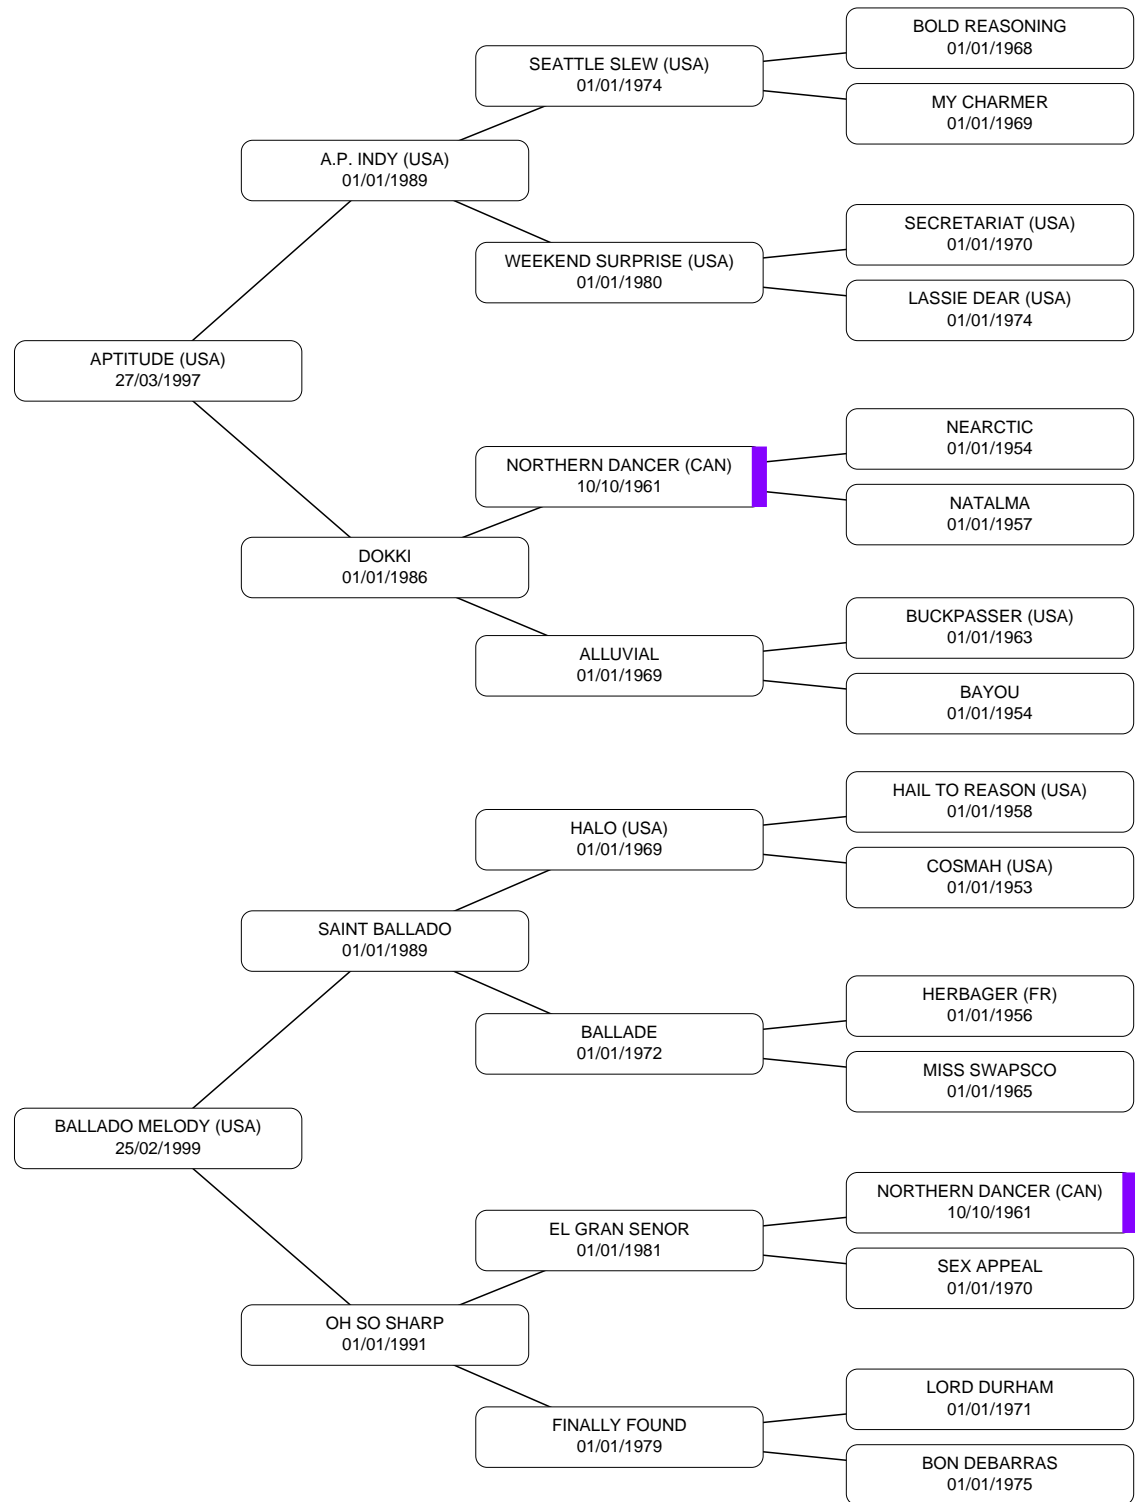 BOLD REASONING
01/01/1968
SEATTLE SLEW (USA)
01/01/1974
MY CHARMER
01/01/1969
A.P. INDY (USA)
01/01/1989
SECRETARIAT (USA)
01/01/1970
WEEKEND SURPRISE (USA)
01/01/1980
LASSIE DEAR (USA)
01/01/1974
APTITUDE (USA)
27/03/1997
NEARCTIC
01/01/1954
NORTHERN DANCER (CAN)
10/10/1961
NATALMA
01/01/1957
DOKKI
01/01/1986
BUCKPASSER (USA)
01/01/1963
ALLUVIAL
01/01/1969
BAYOU
01/01/1954
HAIL TO REASON (USA)
01/01/1958
HALO (USA)
01/01/1969
COSMAH (USA)
01/01/1953
SAINT BALLADO
01/01/1989
HERBAGER (FR)
01/01/1956
BALLADE
01/01/1972
MISS SWAPSCO
01/01/1965
BALLADO MELODY (USA)
25/02/1999
NORTHERN DANCER (CAN)
10/10/1961
EL GRAN SENOR
01/01/1981
SEX APPEAL
01/01/1970
OH SO SHARP
01/01/1991
LORD DURHAM
01/01/1971
FINALLY FOUND
01/01/1979
BON DEBARRAS
01/01/1975